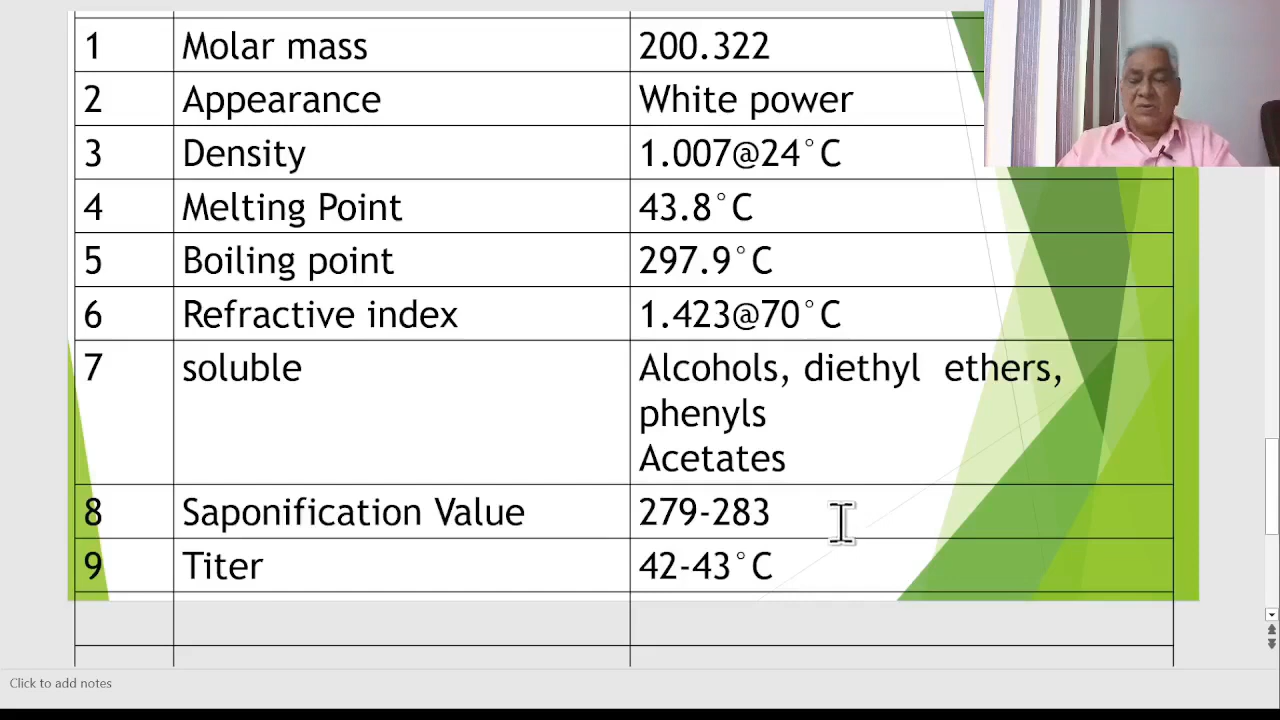 1 Molar mass 200.322
2 Appearance White power
3 Density 1.007@24°C
4 Melting Point 43.8°C
5 Boiling point 297.9°C
6 Refractive index 1.423@70°C
7 soluble Alcohols, diethyl ethers,
phenyls
Acetates
8 Saponification Value 279-283
9 Titer 42-43°C
Click to add notes